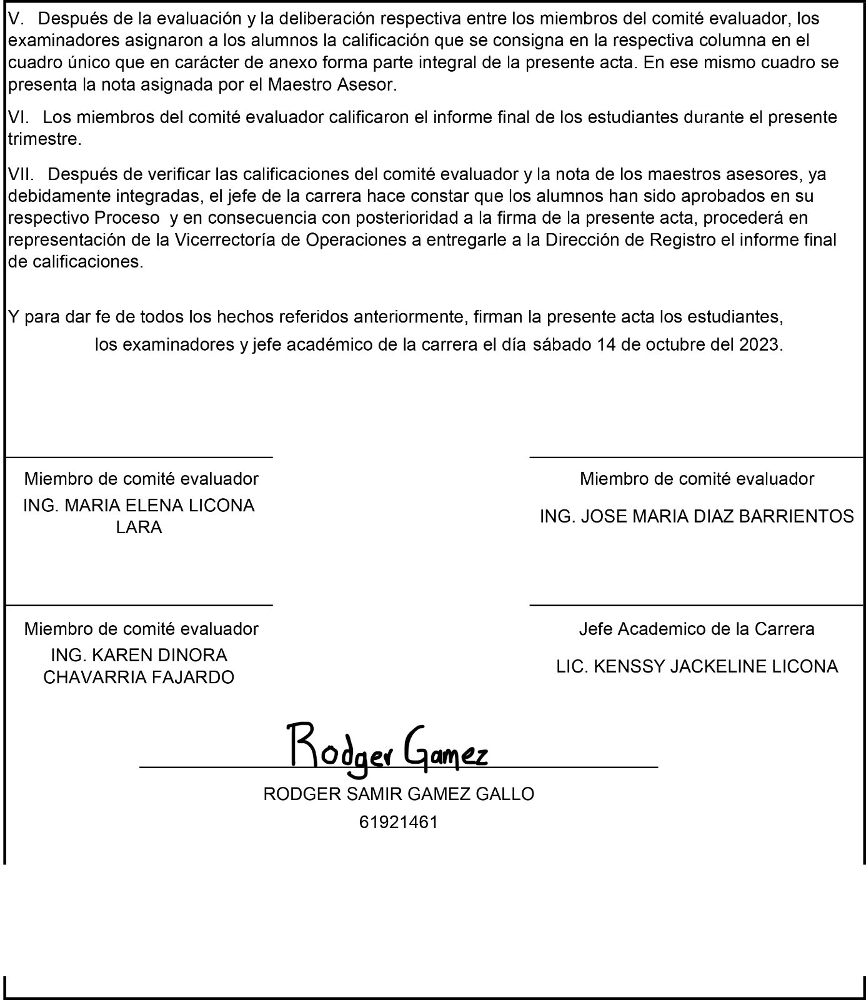 V. Después de la evaluación y la deliberación respectiva entre los miembros del comité evaluador, los
examinadores asignaron a los alumnos la calificación que se consigna en la respectiva columna en el
cuadro único que en carácter de anexo forma parte integral de la presente acta. En ese mismo cuadro se
presenta la nota asignada por el Maestro Asesor.
VI. Los miembros del comité evaluador calificaron el informe final de los estudiantes durante el presente
trimestre.
VII. Después de verificar las calificaciones del comité evaluador y la nota de los maestros asesores, ya
debidamente integradas, el jefe de la carrera hace constar que los alumnos han sido aprobados en su
respectivo Proceso y en consecuencia con posterioridad a la firma de la presente acta, procederá en
representación de la Vicerrectoría de Operaciones a entregarle a la Dirección de Registro el informe final
de calificaciones.
Y para dar fe de todos los hechos referidos anteriormente, firman la presente acta los estudiantes,
los examinadores y jefe académico de la carrera el día sábado 14 de octubre del 2023.
Miembro de comité evaluador
ING. MARIA ELENA LICONA
LARA
Miembro de comité evaluador
ING. JOSE MARIA DIAZ BARRIENTOS
Miembro de comité evaluador
ING. KAREN DINORA
CHAVARRIA FAJARDO
Jefe Academico de la Carrera
LIC. KENSSY JACKELINE LICONA
Rodger Gamez
RODGER SAMIR GAMEZ GALLO
61921461